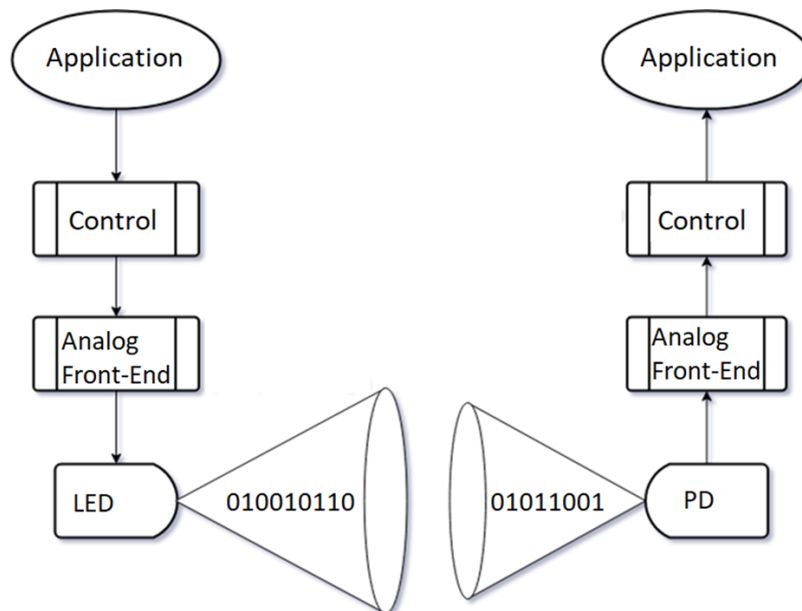 Application
Control
Analog
Front-End
LED
010010110
Application
Control
Analog
Front-End
PD
01011001